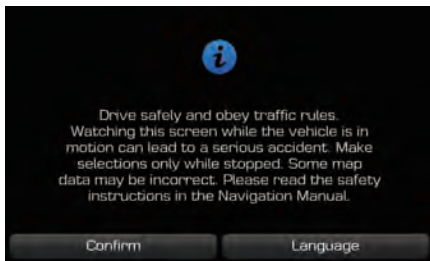 i
Drive safely and obey traffic rules.
Watching this screen while the vehicle is in
motion can lead to a serious accident. Make
selections only while stopped. Some map
data may be incorrect. Please read the safety
instructions in the Navigation Manual.
Confirm
Language